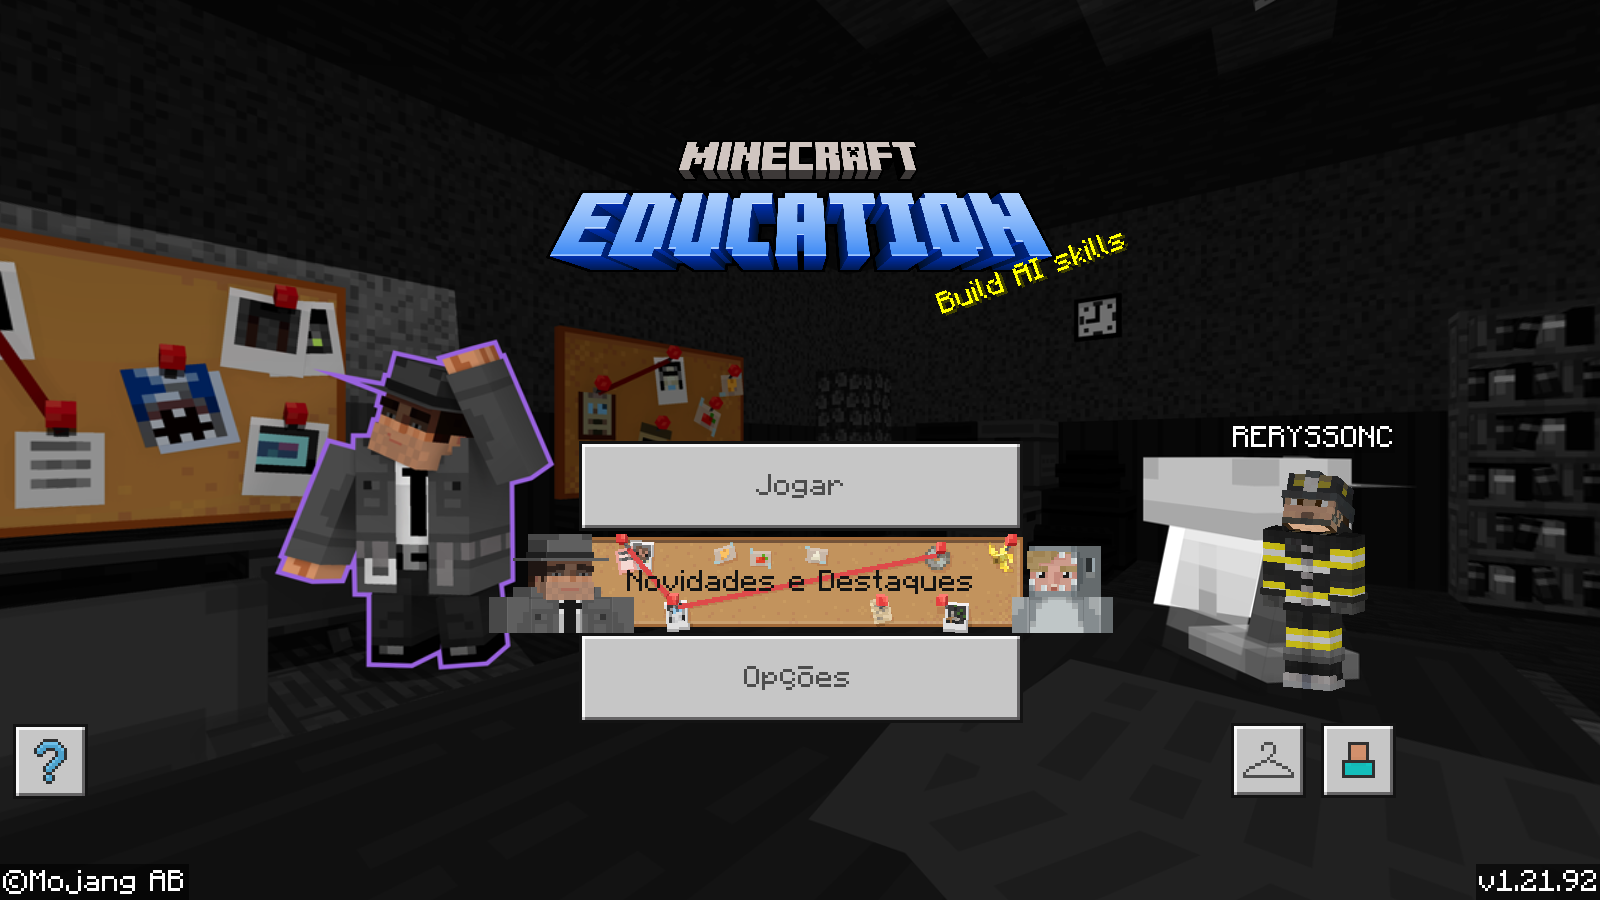 MINECRAFT
EDUCATION
Build AI skills
RERYSSONC
Jogar
Novidades e Destaques
Opções
?
©Mojang AB
v1.21.92